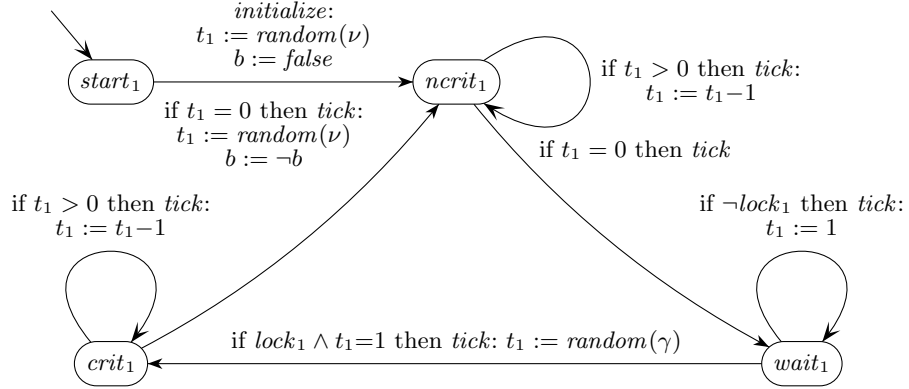 initialize:
t₁ := random(ν)
b := false
start₁
ncrit₁
if t₁ > 0 then tick:
t₁ := t₁−1
if t₁ = 0 then tick:
t₁ := random(ν)
b := ¬b
if t₁ = 0 then tick
if t₁ > 0 then tick:
t₁ := t₁−1
if ¬lock₁ then tick:
t₁ := 1
if lock₁ ∧ t₁=1 then tick: t₁ := random(γ)
crit₁
wait₁